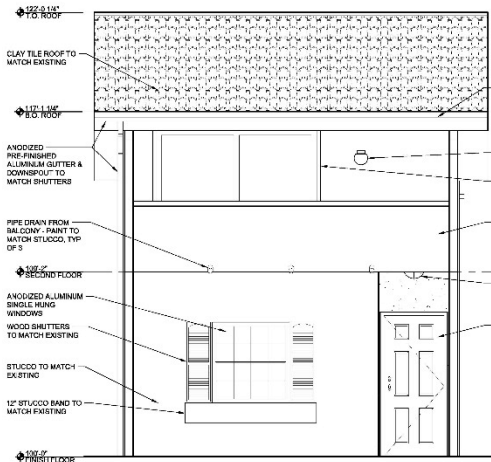 122'-0 1/4"
T.O. ROOF
CLAY TILE ROOF TO
MATCH EXISTING
117'-1 1/4"
B.O. ROOF
ANODIZED
PRE-FINISHED
ALUMINUM GUTTER &
DOWNSPOUT TO
MATCH SHUTTERS
PIPE DRAIN FROM
BALCONY - PAINT TO
MATCH STUCCO, TYP
OF 3
SECOND FLOOR
ANODIZED ALUMINUM
SINGLE HUNG
WINDOWS
WOOD SHUTTERS
TO MATCH EXISTING
STUCCO TO MATCH
EXISTING
12" STUCCO BAND TO
MATCH EXISTING
100'-0"
FINISH FLOOR